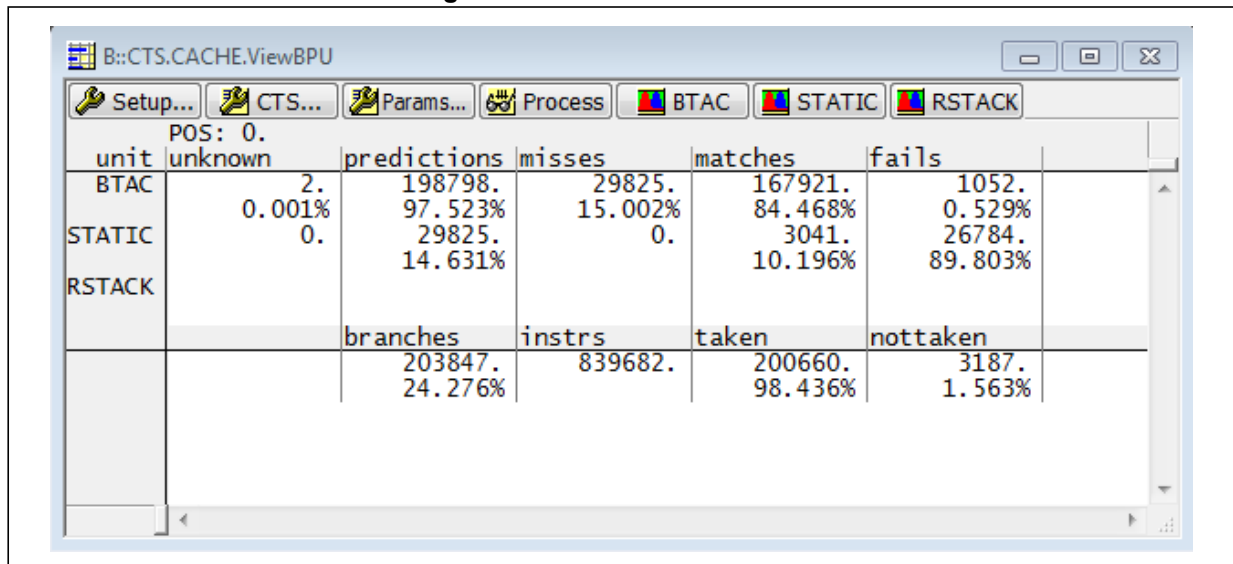 B::CTS.CACHE.ViewBPU
Setup... CTS... Params... Process BTAC STATIC RSTACK
POS: 0.
unit unknown predictions misses matches fails
BTAC 2. 198798. 29825. 167921. 1052.
0.001% 97.523% 15.002% 84.468% 0.529%
STATIC 0. 29825. 0. 3041. 26784.
14.631% 10.196% 89.803%
RSTACK
branches instrs taken nottaken
203847. 839682. 200660. 3187.
24.276% 98.436% 1.563%